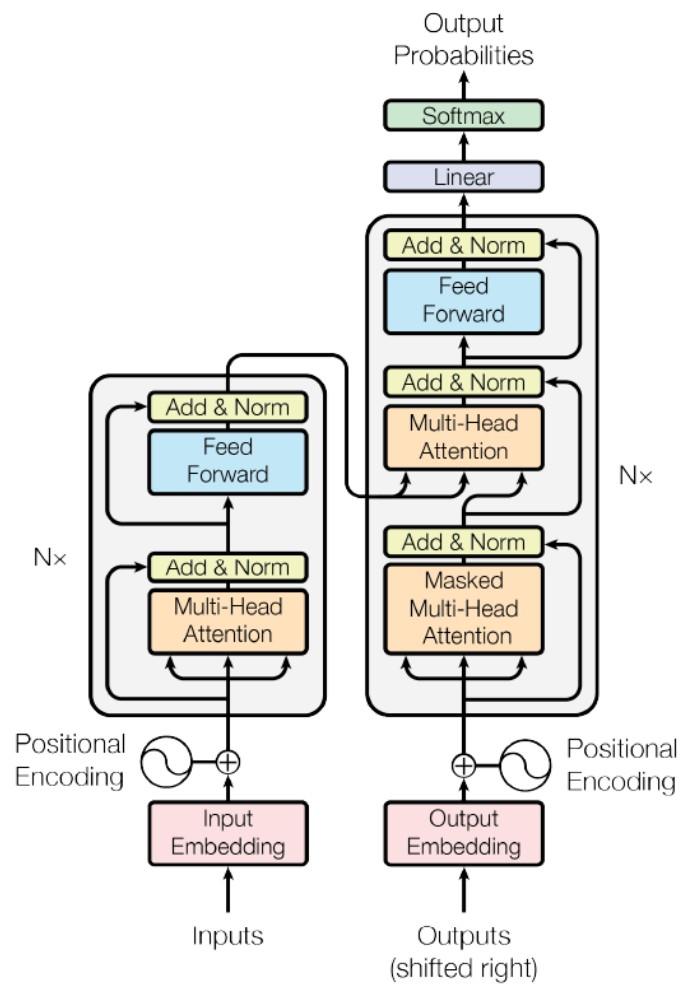 Output
Probabilities
Softmax
Linear
Add & Norm
Feed
Forward
Add & Norm
Multi-Head
Attention
Nx
Add & Norm
Masked
Multi-Head
Attention
Add & Norm
Feed
Forward
Nx
Add & Norm
Multi-Head
Attention
Positional
Encoding
Positional
Encoding
Input
Embedding
Output
Embedding
Inputs
Outputs
(shifted right)